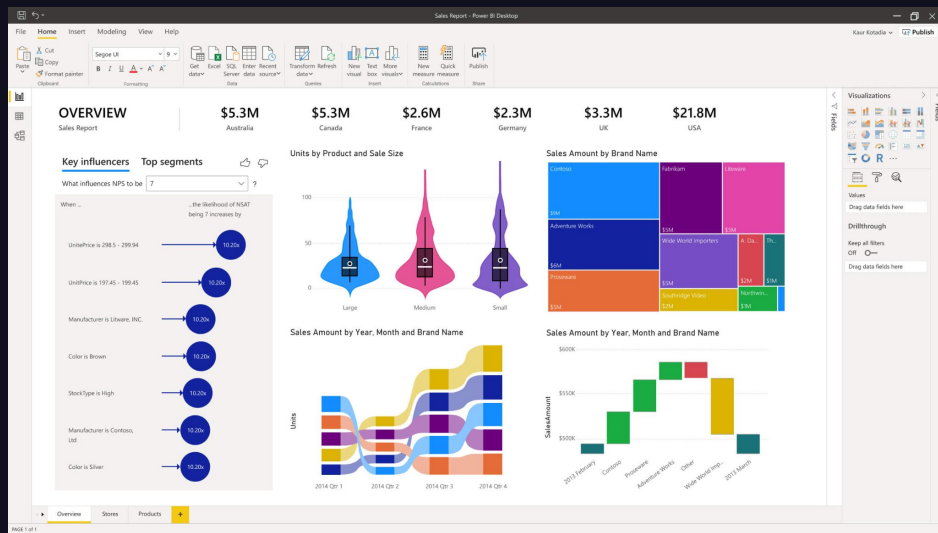 Sales Report - Power BI Desktop
File Home Insert Modeling View Help
Kaur Kotadia
Publish
Paste
Cut
Copy
Format painter
Clipboard
Segoe UI 9
B I U A A A
Formatting
Get data
Excel
SQL Server
Enter data
Recent sources
Data
Transform data
Refresh
Queries
New visual
Text box
More visuals
Insert
New measure
Quick measure
Calculations
Publish
Share
OVERVIEW
Sales Report
$5.3M
Australia
$5.3M
Canada
$2.6M
France
$2.3M
Germany
$3.3M
UK
$21.8M
USA
Key influencers Top segments
What influences NPS to be 7 ?
When ...
...the likelihood of NSAT
being 7 increases by
UnitePrice is 298.5 - 299.94
10.20x
UnitPrice is 197.45 - 199.45
10.20x
Manufacturer is Litware, INC.
10.20x
Color is Brown
10.20x
StockType is High
10.20x
Manufacturer is Contoso,
Ltd
10.20x
Color is Silver
10.20x
Units by Product and Sale Size
100
50
0
Large Medium Small
Sales Amount by Brand Name
Contoso
Adventure Works
$6M
Proseware
$5M
Fabrikam
$5M
Liteware
$5M
Wide World Importers
$5M
Southridge Video
$2M
A. Da...
$2M
Th..
$1M
Northwin...
$1M
Sales Amount by Year, Month and Brand Name
Units
2014 Qtr 1 2014 Qtr 2 2014 Qtr 3 2014 Qtr 4
Sales Amount by Year, Month and Brand Name
SalesAmount
$600K
$550K
$500K
2013 February
Contoso
Proseware
Adventure Works
Other
Wide World Imp...
2013 March
Fields
Visualizations
Values
Drag data fields here
Drillthrough
Keep all filters
Off
Drag data fields here
Fields
Overview Stores Products +
PAGE 1 of 1